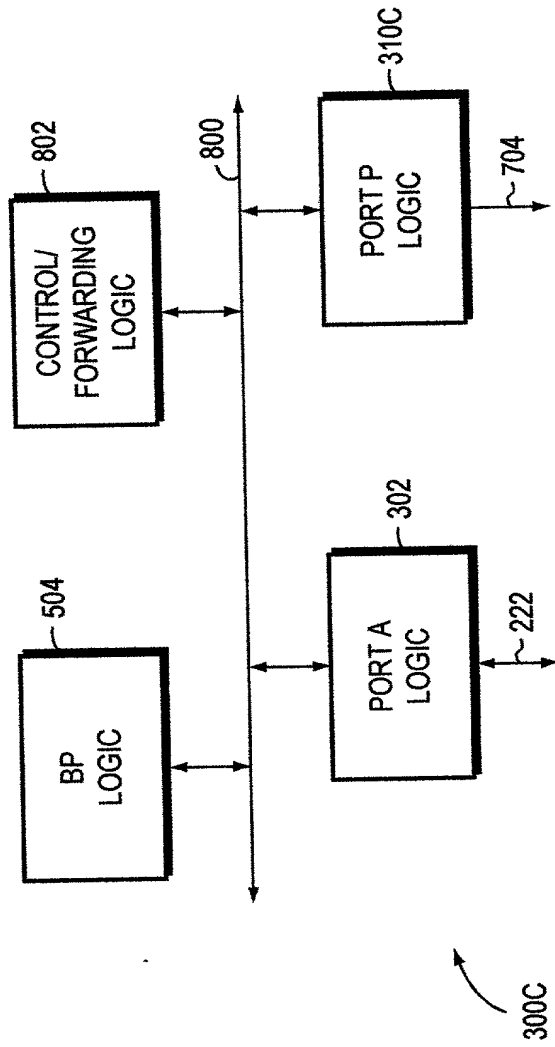 504
BP
LOGIC
802
CONTROL/
FORWARDING
LOGIC
800
302
PORT A
LOGIC
222
310C
PORT P
LOGIC
704
300C